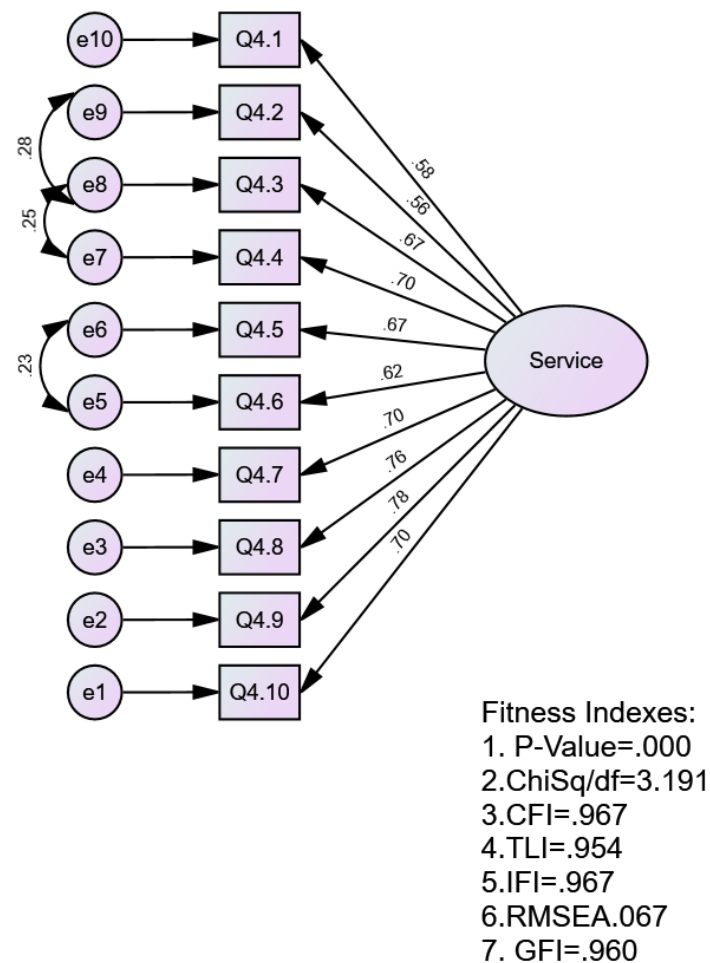 e10 Q4.1
e9 Q4.2
.28
e8 Q4.3
.25
e7 Q4.4
e6 Q4.5
.23
e5 Q4.6
e4 Q4.7
e3 Q4.8
e2 Q4.9
e1 Q4.10
.58
.56
.67
.70
.67
.62
.70
.76
.78
.70
Service
Fitness Indexes:
1. P-Value=.000
2.ChiSq/df=3.191
3.CFI=.967
4.TLI=.954
5.IFI=.967
6.RMSEA.067
7. GFI=.960